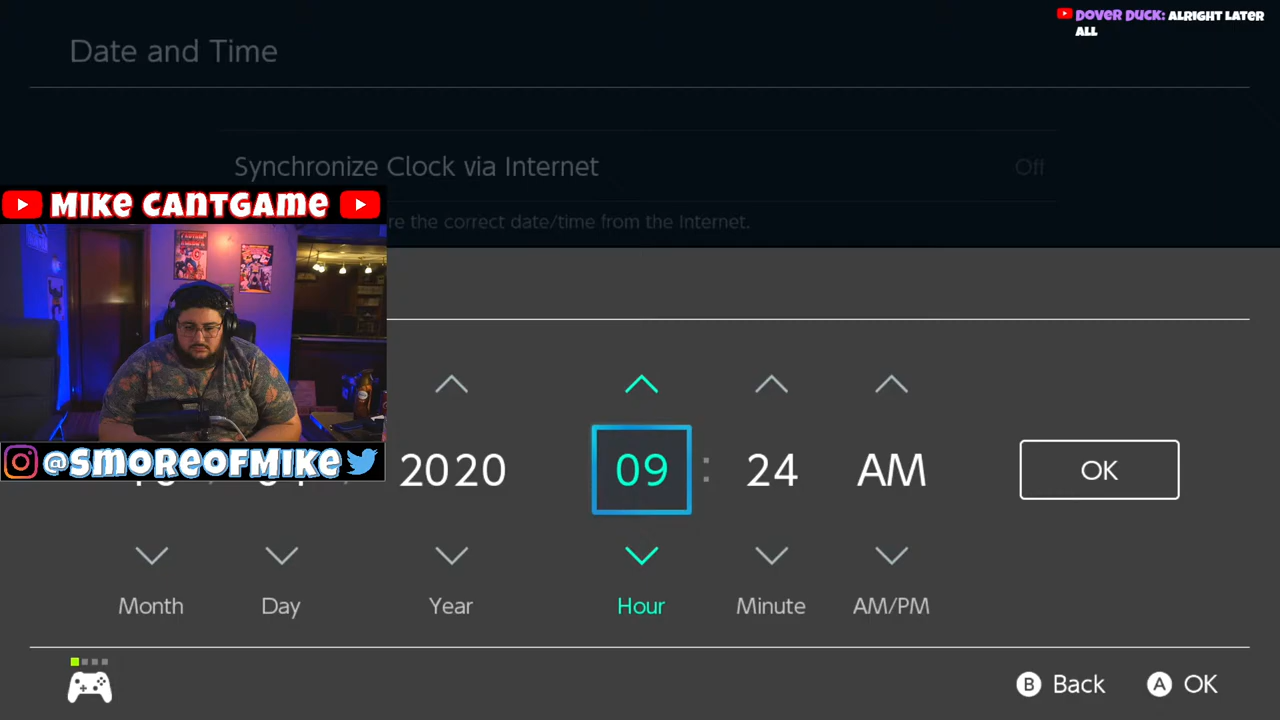 DOVER DUCK: ALRIGHT LATER
ALL
Date and Time
Synchronize Clock via Internet Off
MIKE CANTGAME
re the correct date/time from the Internet.
@SMOREOFMIKE
2020 09 : 24 AM OK
Month Day Year Hour Minute AM/PM
B Back A OK